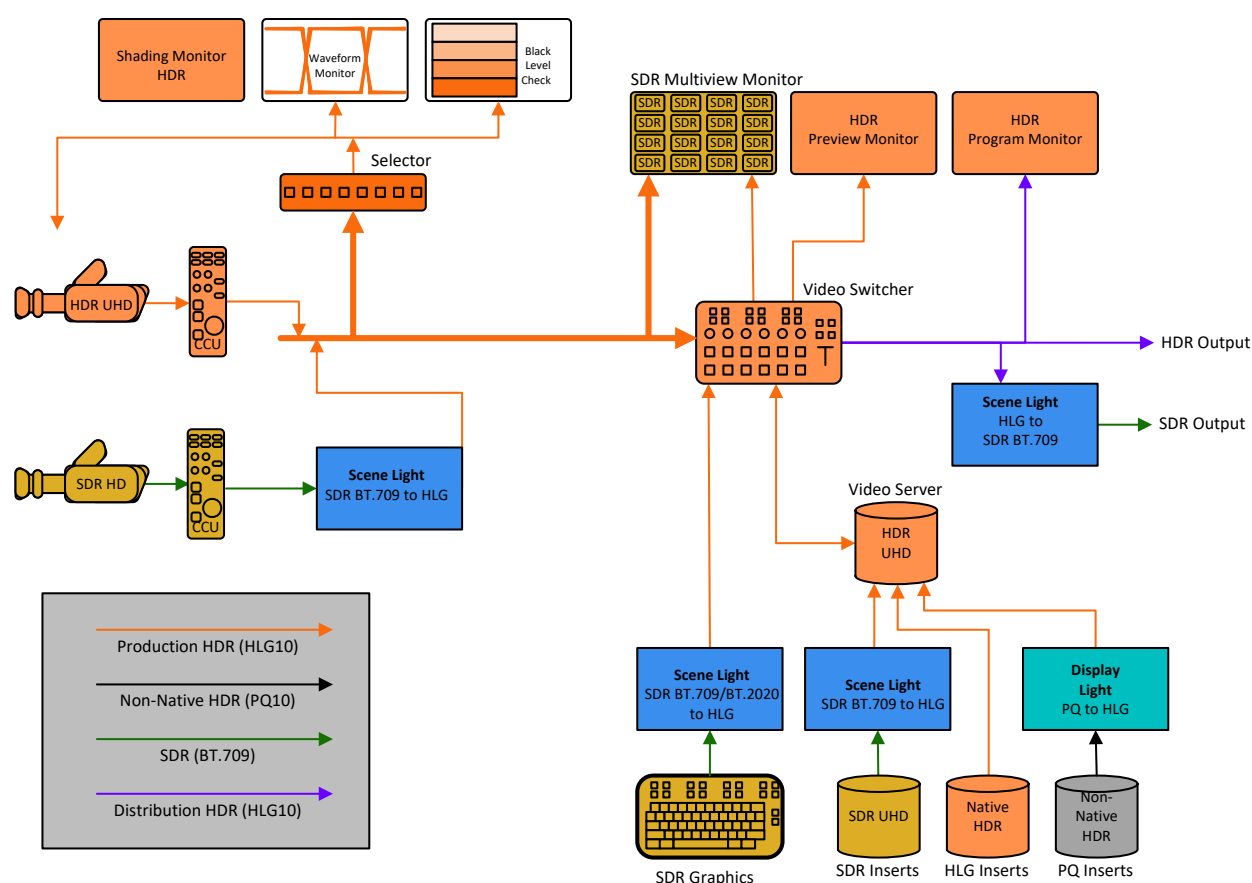 Shading Monitor
HDR
Waveform
Monitor
Black
Level
Check
SDR Multiview Monitor
SDR SDR SDR SDR
SDR SDR SDR SDR
SDR SDR SDR SDR
SDR SDR SDR SDR
HDR
Preview Monitor
HDR
Program Monitor
Selector
HDR UHD
CCU
Video Switcher
HDR Output
Scene Light
HLG to
SDR BT.709
SDR Output
SDR HD
CCU
Scene Light
SDR BT.709 to HLG
Video Server
HDR
UHD
Production HDR (HLG10)
Non-Native HDR (PQ10)
SDR (BT.709)
Distribution HDR (HLG10)
Scene Light
SDR BT.709/BT.2020
to HLG
Scene Light
SDR BT.709 to HLG
Display
Light
PQ to HLG
SDR UHD
Native
HDR
Non-
Native
HDR
SDR Graphics
SDR Inserts
HLG Inserts
PQ Inserts